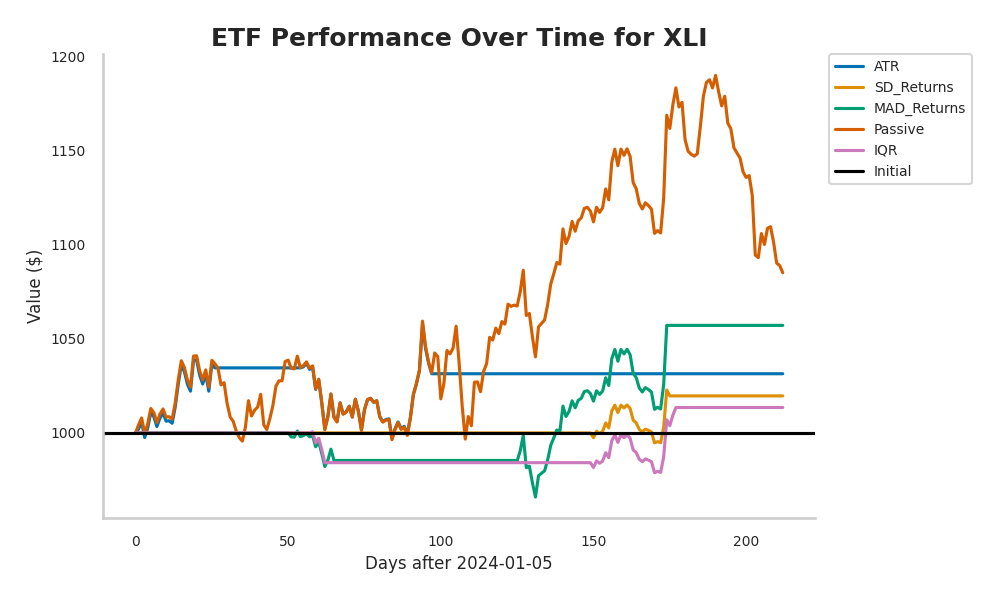 ETF Performance Over Time for XLI
1200
1150
1100
1050
1000
Value ($)
0
50
100
150
200
Days after 2024-01-05
ATR
SD_Returns
MAD_Returns
Passive
IQR
Initial